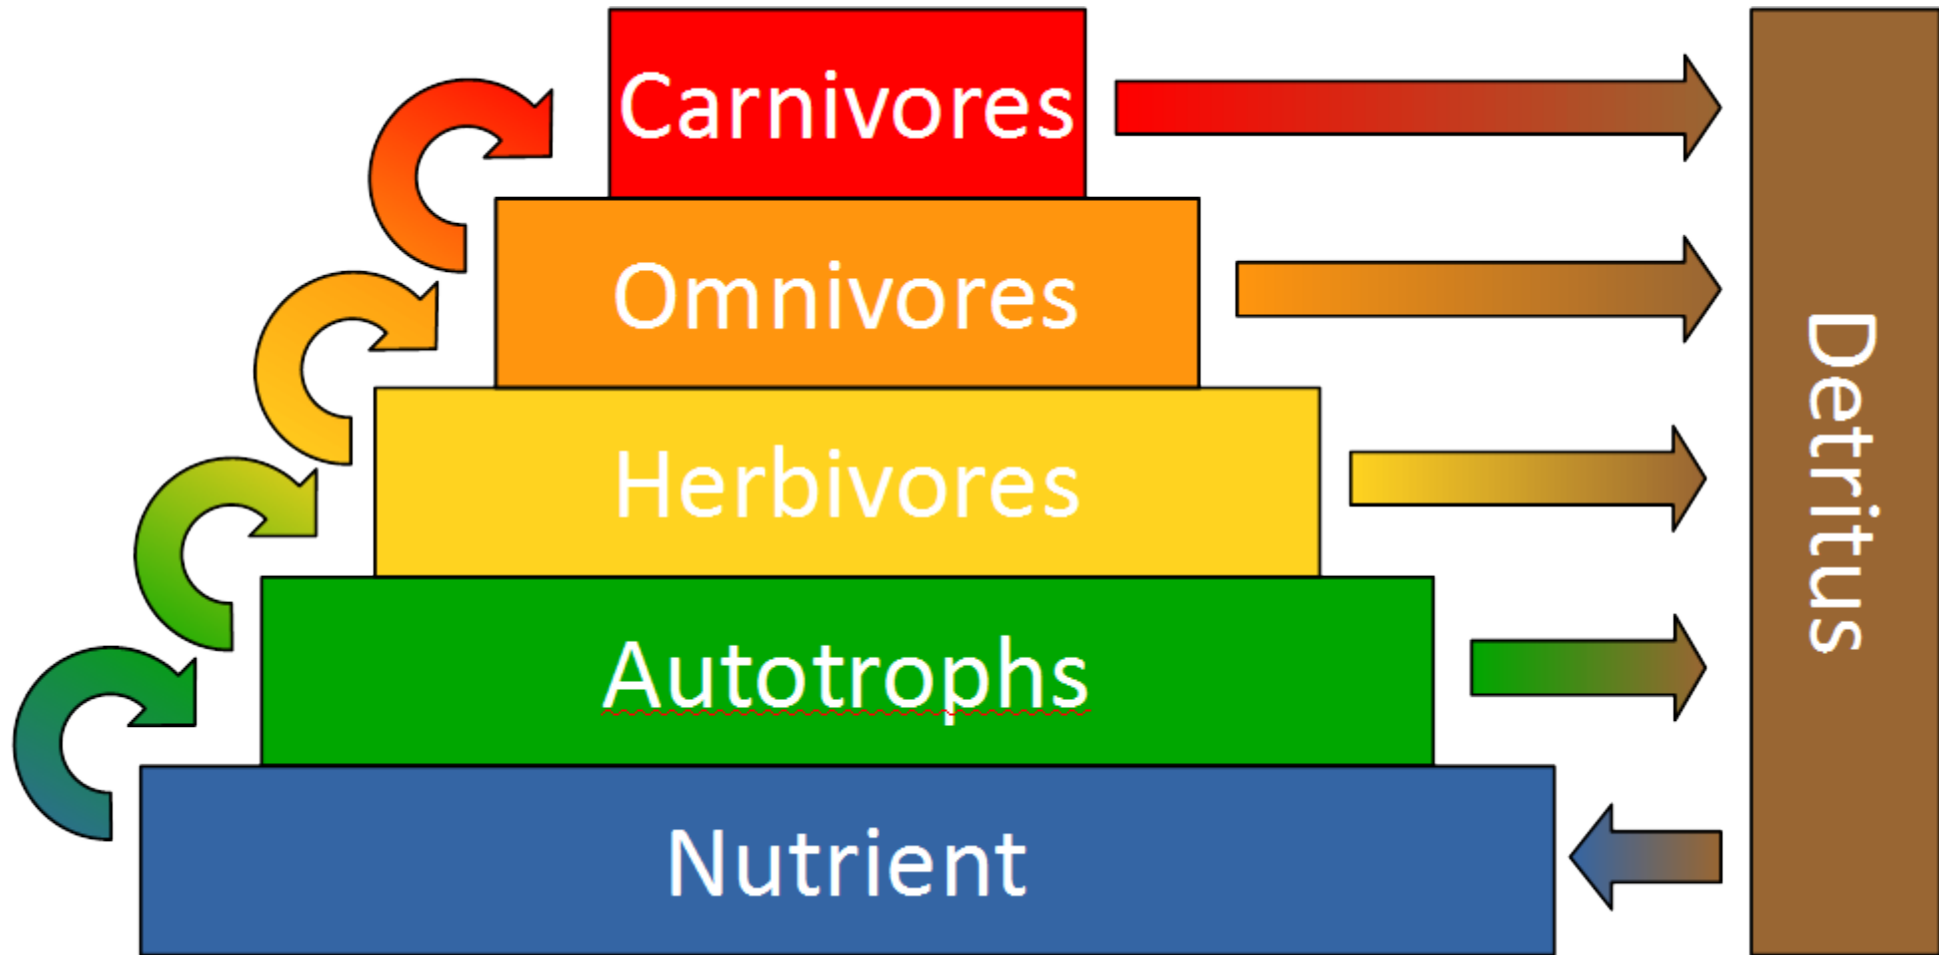 Carnivores
Omnivores
Herbivores
Autotrophs
Nutrient
Detritus